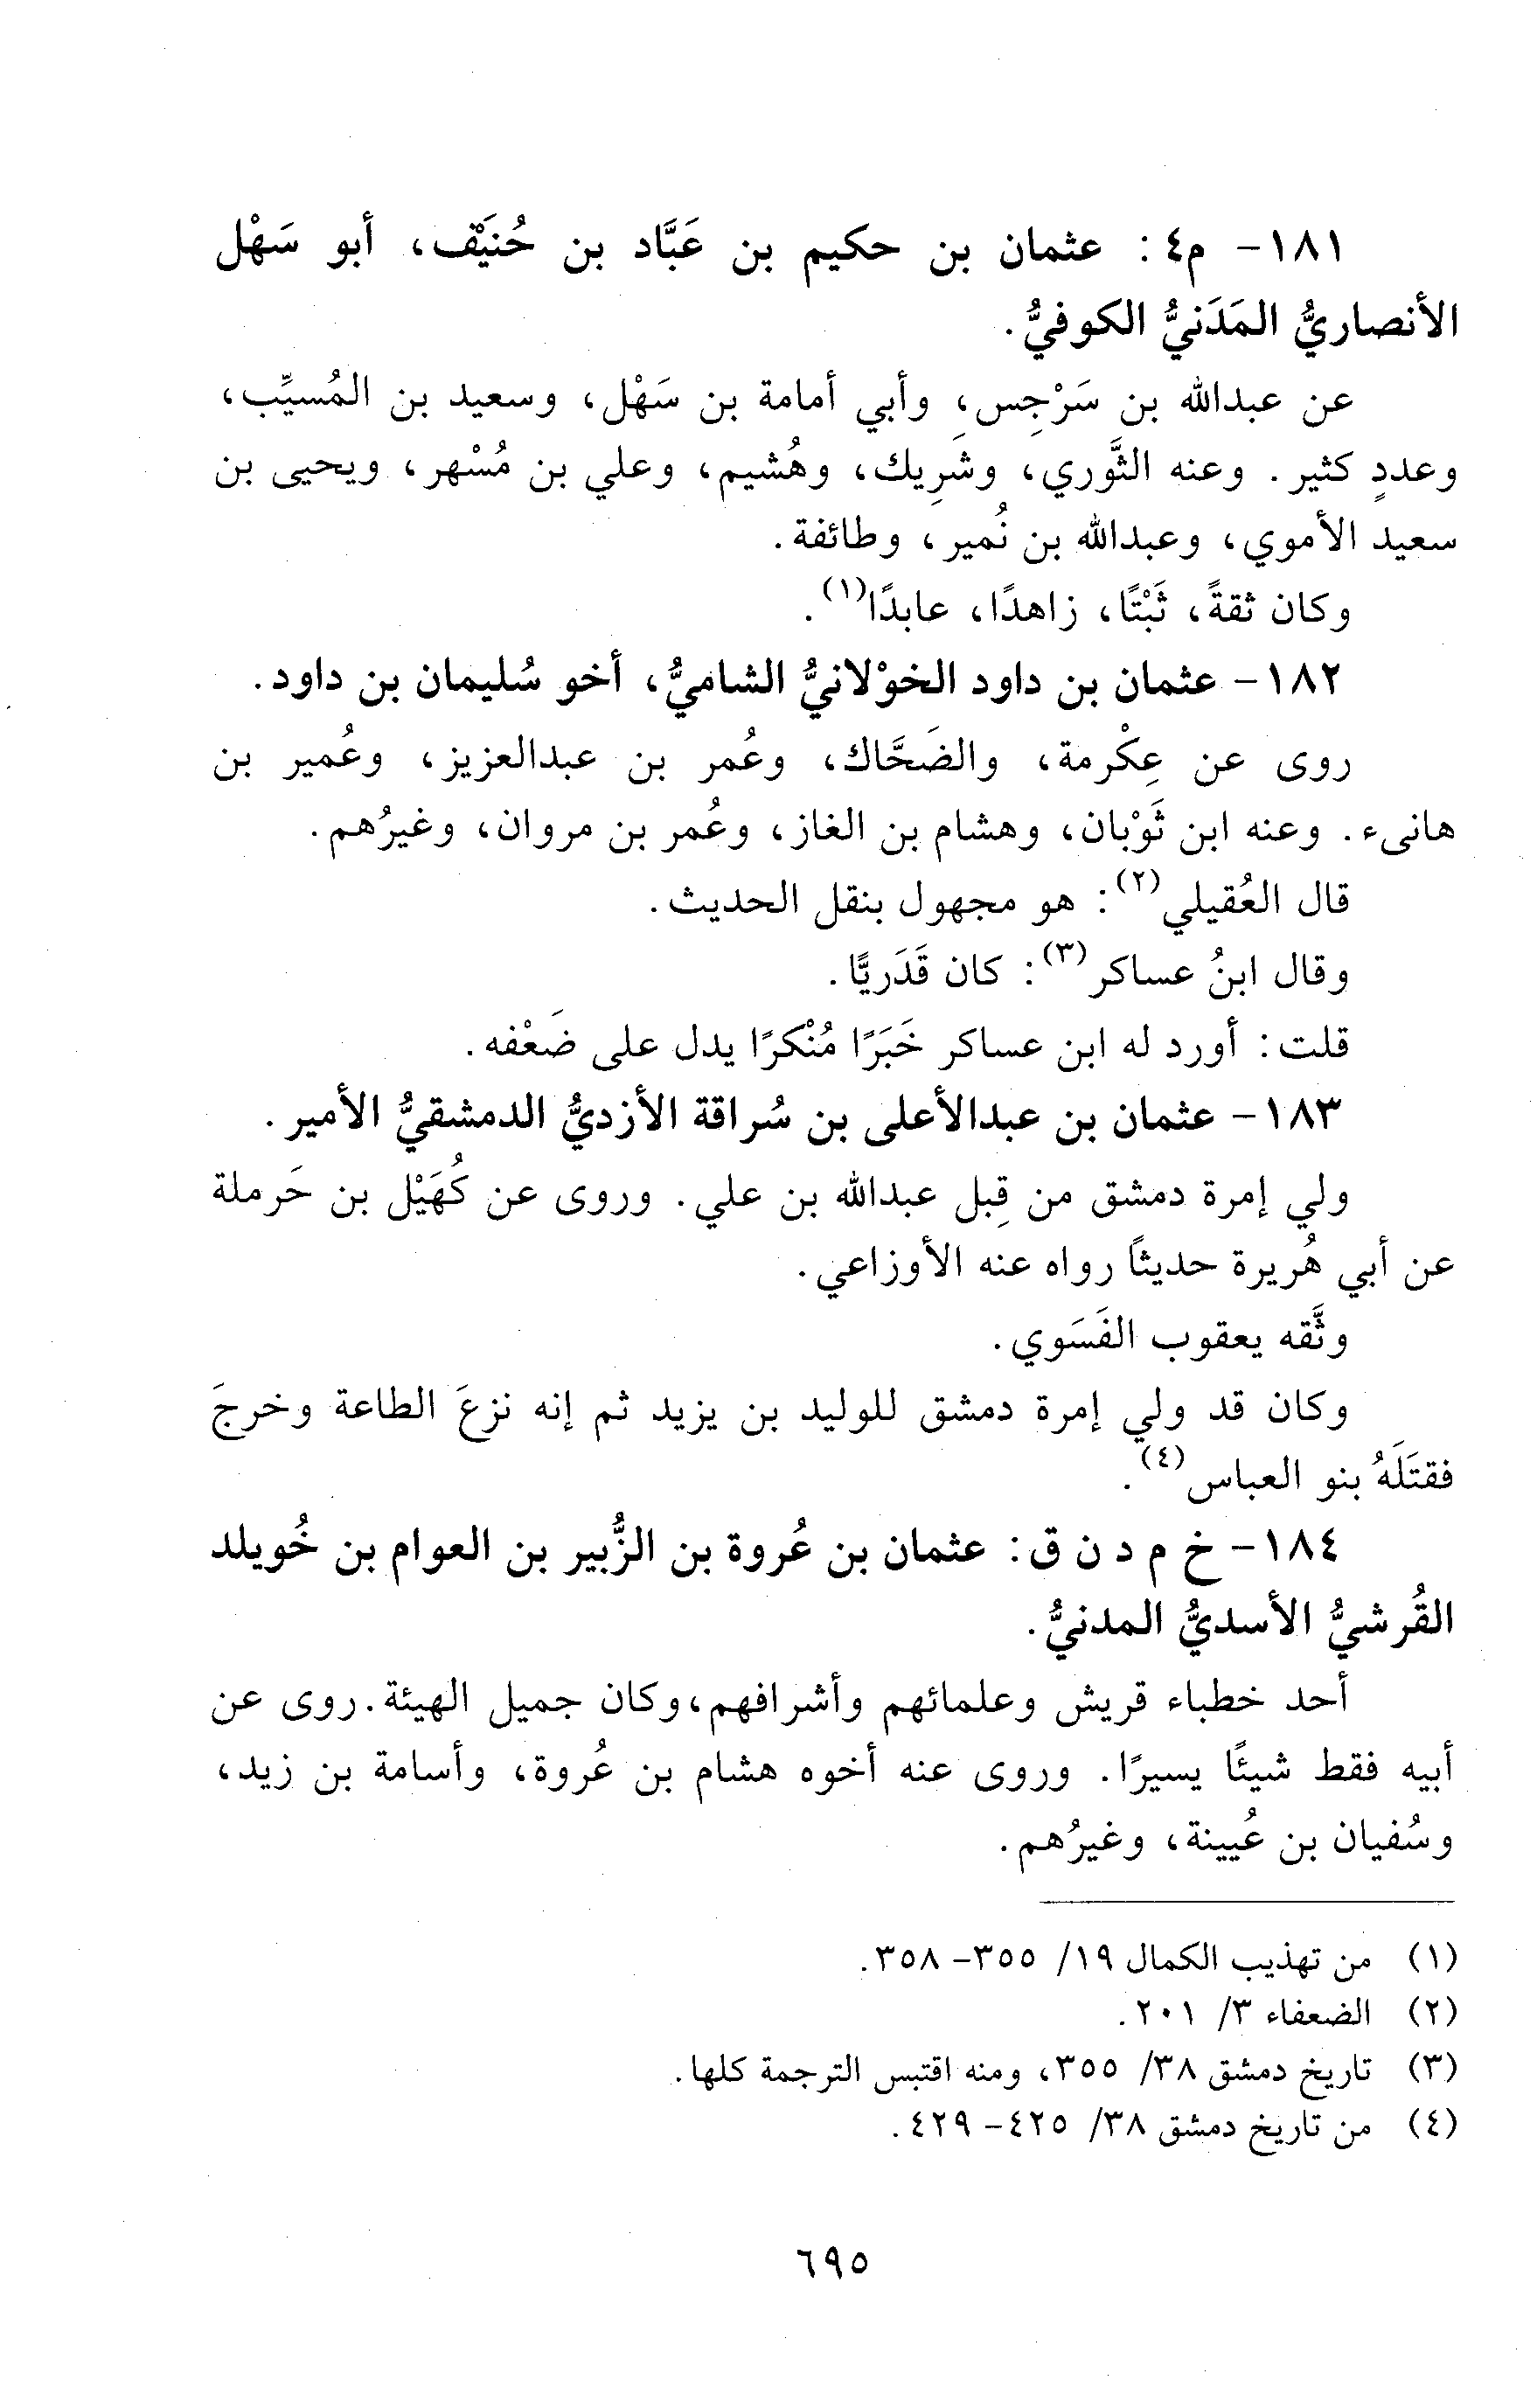 ١٨١- م٤: عثمان بن حكيم بن عَبَّاد بن حُنَيْف، أبو سَهْل
الأنصاريُّ المَدَنيُّ الكوفيُّ.
عن عبدالله بن سَرْجِس، وأبي أمامة بن سَهْل، وسعيد بن المُسيِّب،
وعددٍ كثير. وعنه الثَّوري، وشَرِيك، وهُشيم، وعلي بن مُسْهر، ويحيى بن
سعيد الأموي، وعبدالله بن نُمير، وطائفة.
وكان ثقةً، ثَبْتًا، زاهدًا، عابدًا(١).
١٨٢- عثمان بن داود الخوْلانيُّ الشاميُّ، أخو سُليمان بن داود.
روى عن عِكْرمة، والضَحَّاك، وعُمر بن عبدالعزيز، وعُمير بن
هانىء. وعنه ابن ثَوْبان، وهشام بن الغاز، وعُمر بن مروان، وغيرُهم.
قال العُقيلي(٢): هو مجهول بنقل الحديث.
وقال ابنُ عساكر(٣): كان قَدَريًّا.
قلت: أورد له ابن عساكر خَبَرًا مُنْكرًا يدل على ضَعْفه.
١٨٣- عثمان بن عبدالأعلى بن سُراقة الأزديُّ الدمشقيُّ الأمير.
ولي إمرة دمشق من قِبل عبدالله بن علي. وروى عن كُهَيْل بن حَرملة
عن أبي هُريرة حديثًا رواه عنه الأوزاعي.
وثَّقه يعقوب الفَسَوي.
وكان قد ولي إمرة دمشق للوليد بن يزيد ثم إنه نزعَ الطاعة وخرجَ
فقتَلَهُ بنو العباس(٤).
١٨٤- خ م د ن ق: عثمان بن عُروة بن الزُّبير بن العوام بن خُويلد
القُرشيُّ الأسديُّ المدنيُّ.
أحد خطباء قريش وعلمائهم وأشرافهم،وكان جميل الهيئة.روى عن
أبيه فقط شيئًا يسيرًا. وروى عنه أخوه هشام بن عُروة، وأسامة بن زيد،
وسُفيان بن عُيينة، وغيرُهم.
(١) من تهذيب الكمال ١٩/ ٣٥٥- ٣٥٨.
(٢) الضعفاء ٣/ ٢٠١.
(٣) تاريخ دمشق ٣٨/ ٣٥٥، ومنه اقتبس الترجمة كلها.
(٤) من تاريخ دمشق ٣٨/ ٤٢٥- ٤٢٩.
٦٩٥